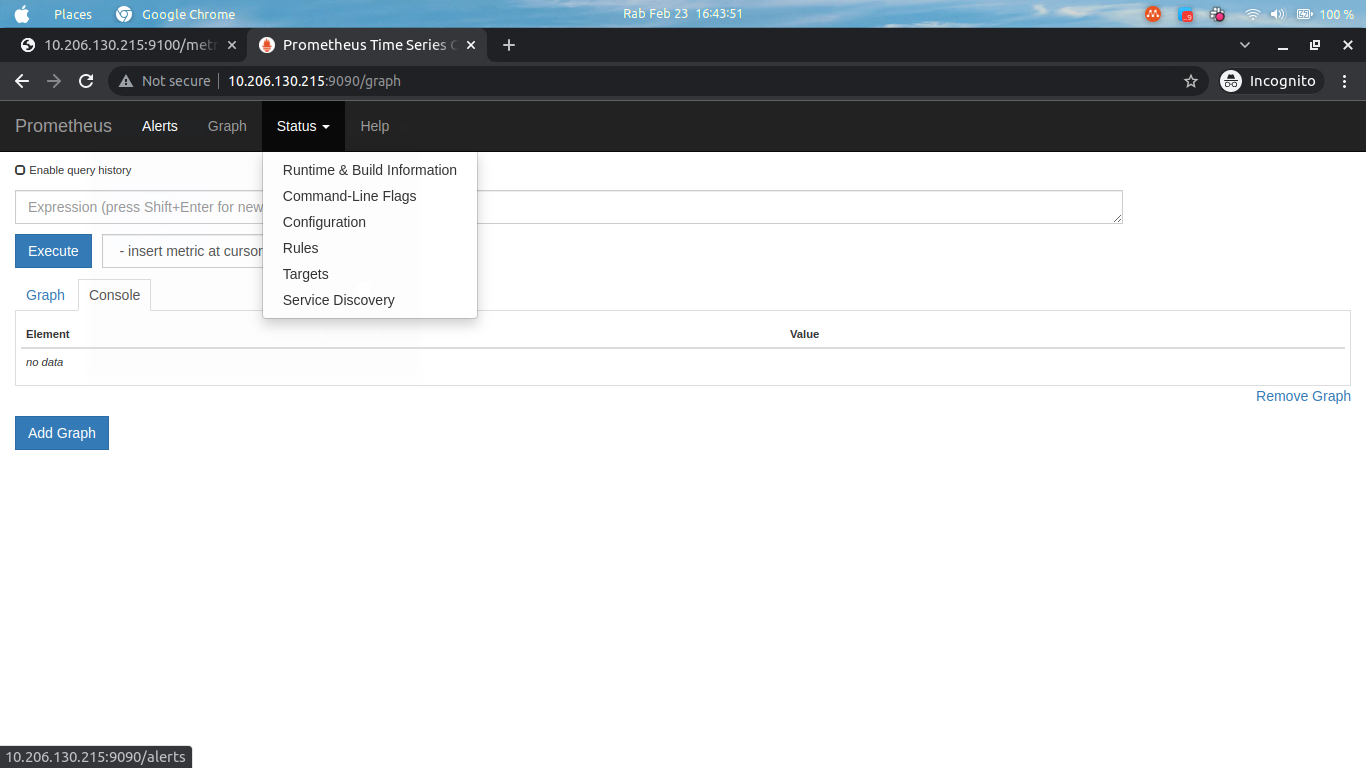 Places Google Chrome Rab Feb 23 16:43:51 100 %
10.206.130.215:9100/metr Prometheus Time Series C
Not secure 10.206.130.215:9090/graph Incognito
Prometheus Alerts Graph Status Help
Runtime & Build Information
Command-Line Flags
Configuration
Rules
Targets
Service Discovery
Enable query history
Expression (press Shift+Enter for new
Execute - insert metric at cursor
Graph Console
Element Value
no data
Remove Graph
Add Graph
10.206.130.215:9090/alerts